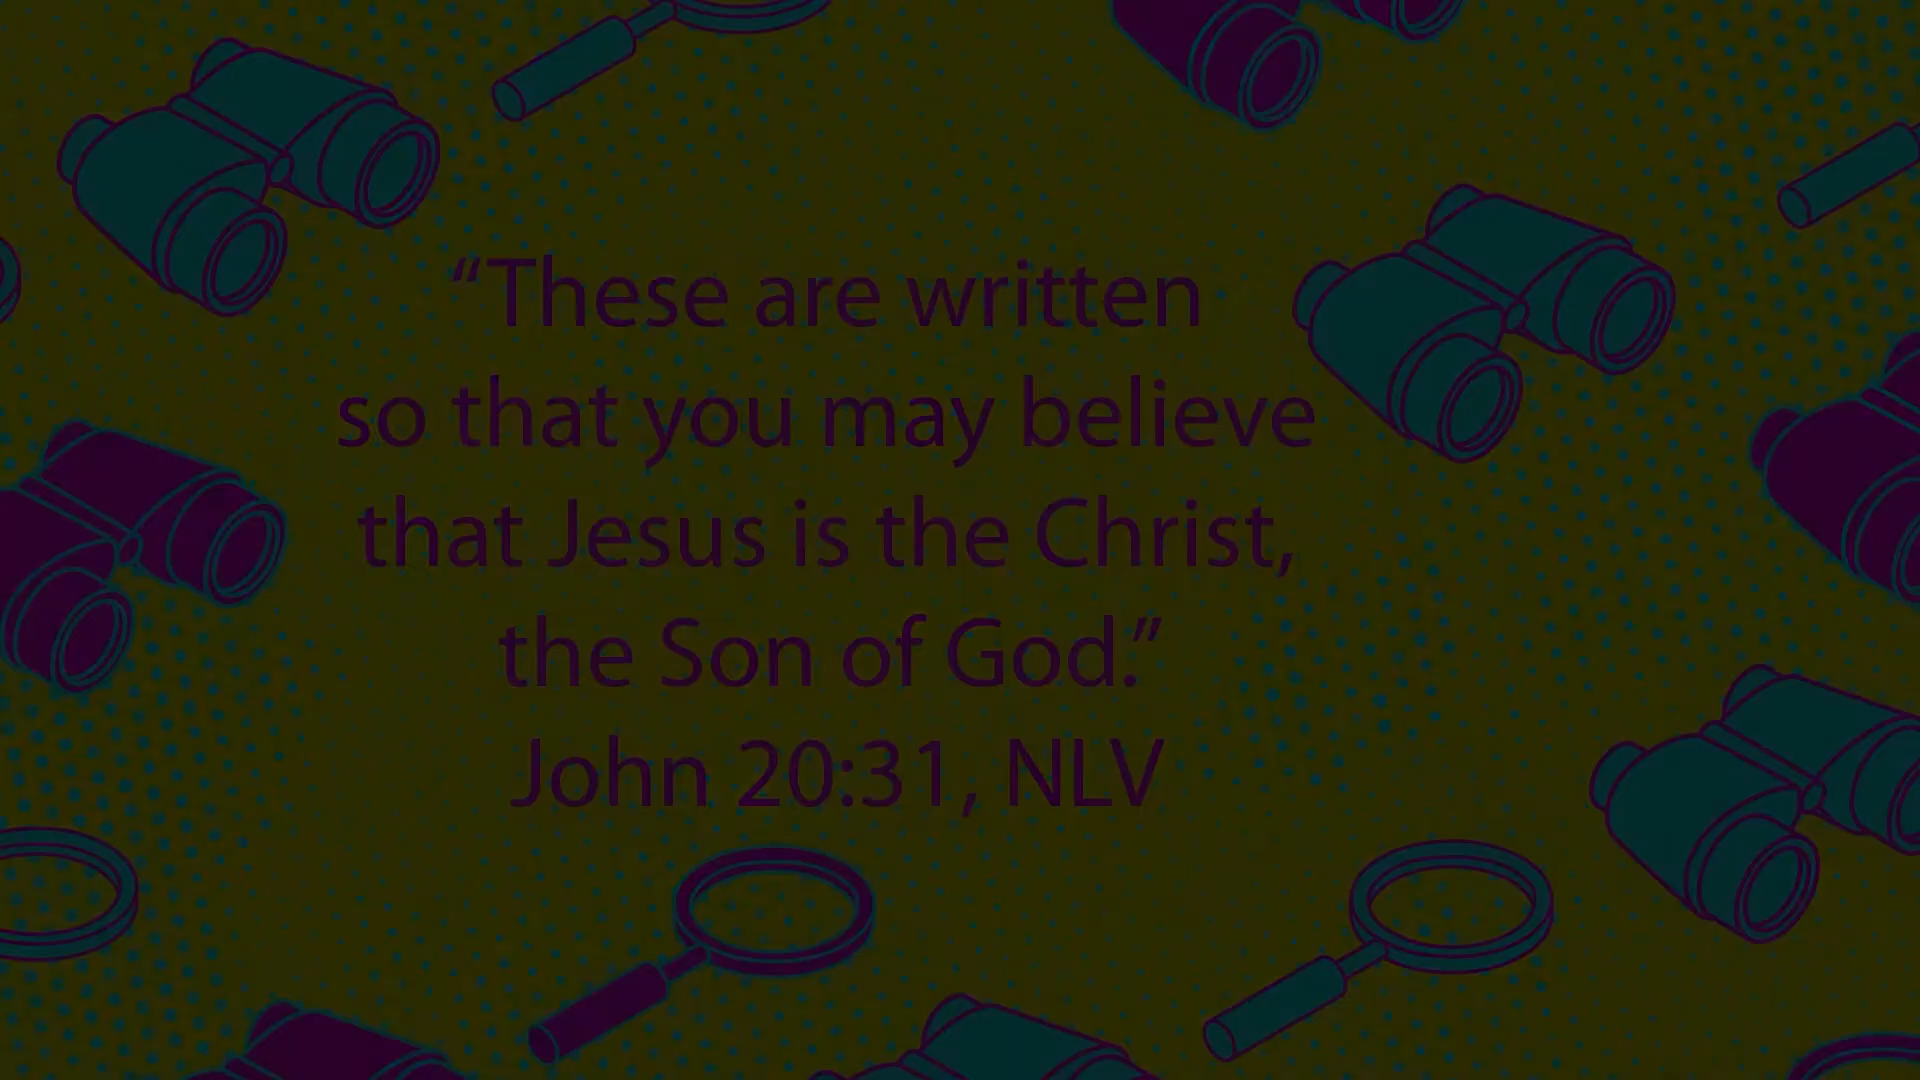 “These are written
so that you may believe
that Jesus is the Christ,
the Son of God.”
John 20:31, NLV